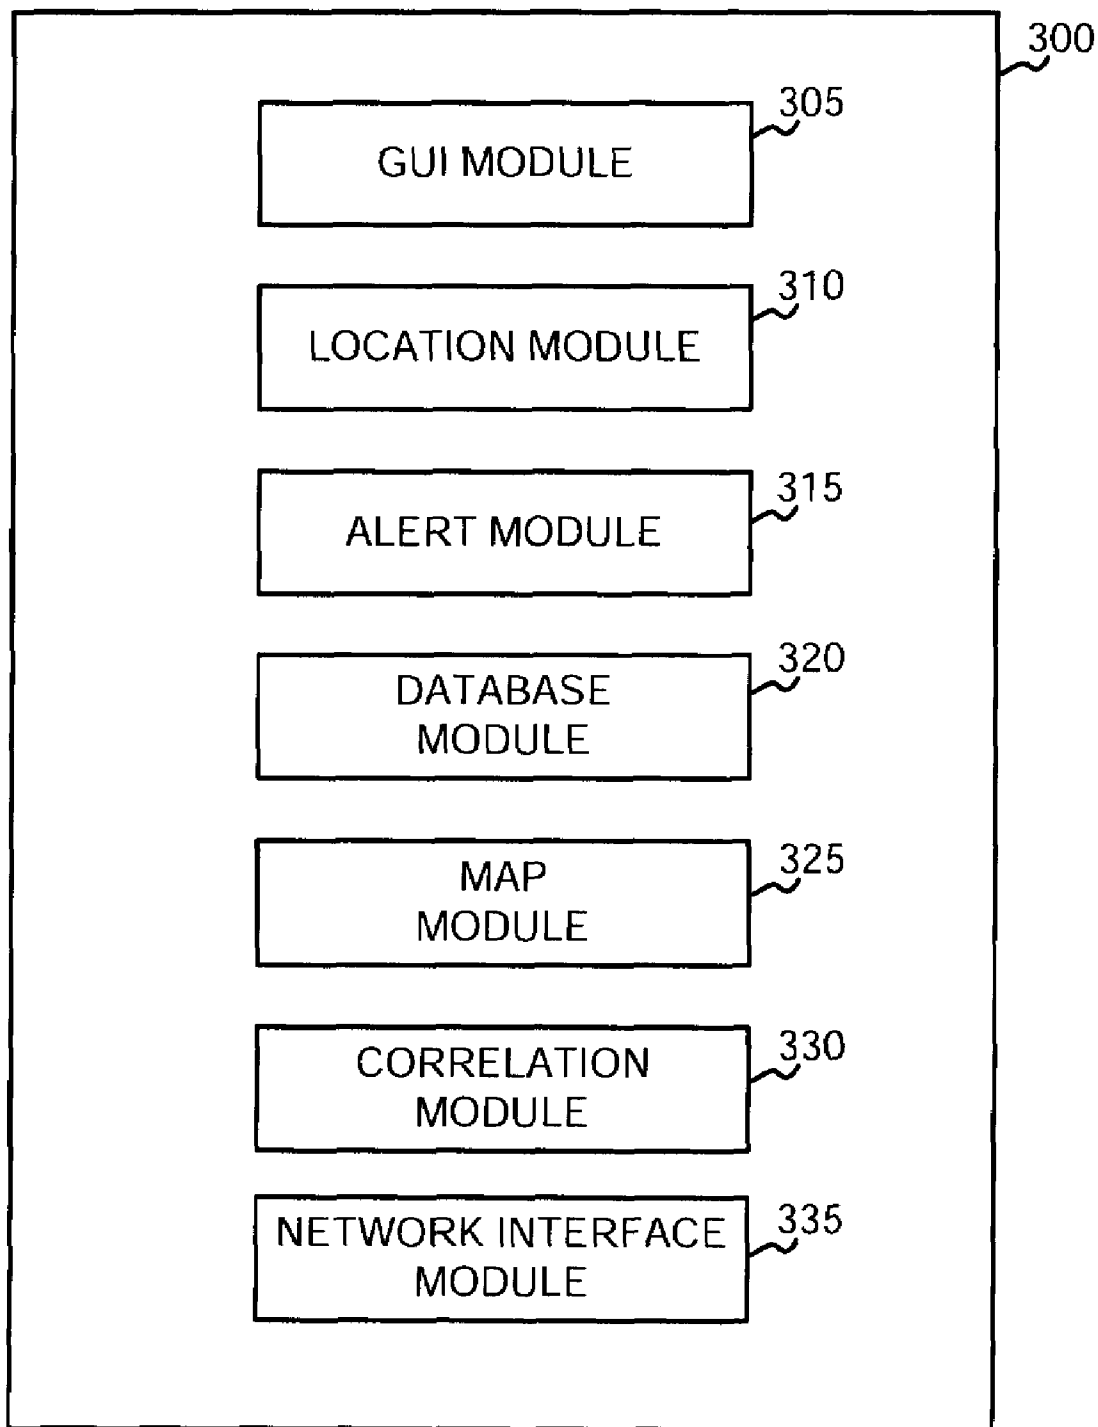 300
305
GUI MODULE
310
LOCATION MODULE
315
ALERT MODULE
320
DATABASE
MODULE
325
MAP
MODULE
330
CORRELATION
MODULE
335
NETWORK INTERFACE
MODULE